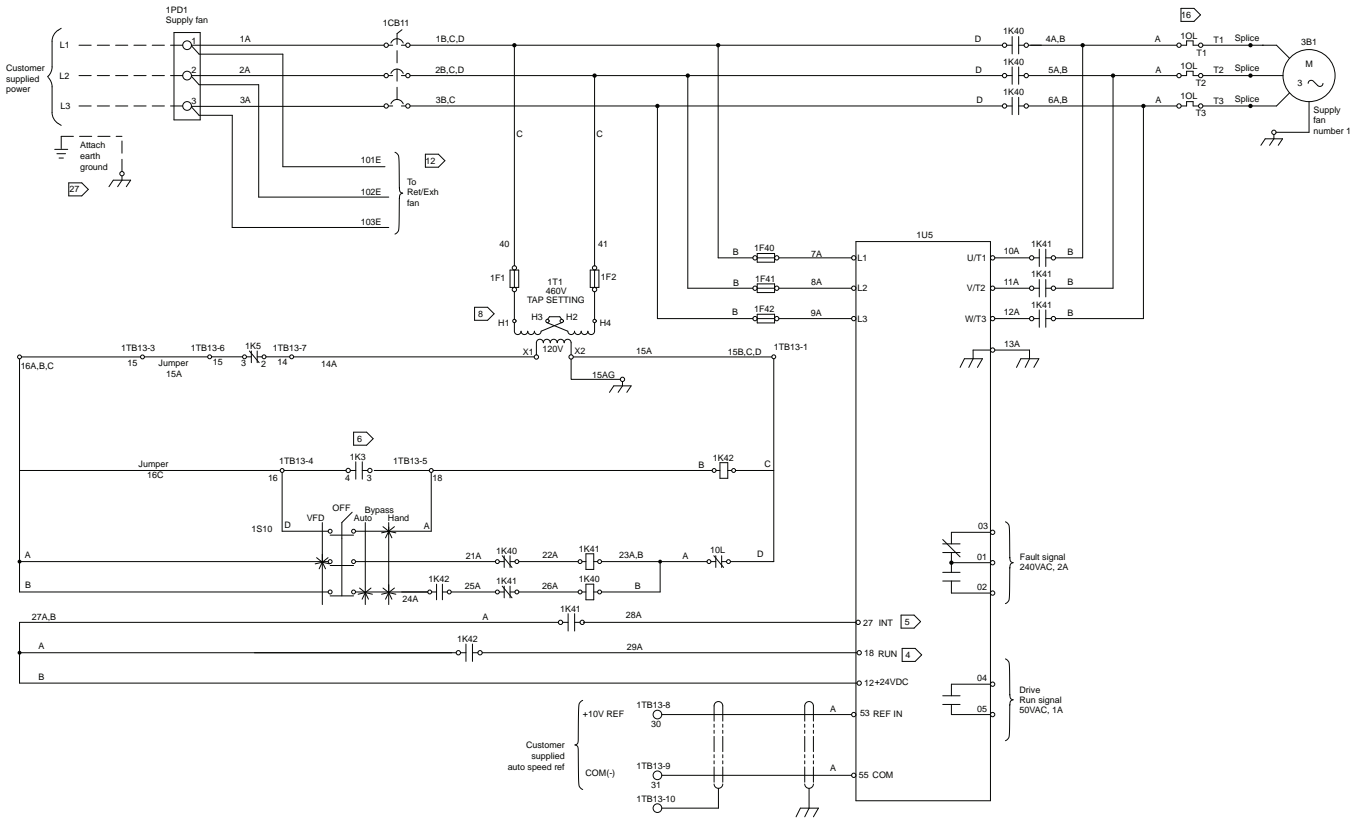 1PD1
Supply fan
1CB11
16
L1
1
1A
1B,C,D
D
1K40
4A,B
A
1OL
T1
T1
Splice
3B1
Customer
supplied
power
L2
2
2A
2B,C,D
D
1K40
5A,B
A
1OL
T2
T2
Splice
M
3
L3
3
3A
3B,C
D
1K40
6A,B
A
1OL
T3
T3
Splice
Supply
fan
number 1
Attach
earth
ground
27
C
C
101E
12
102E
To
Ret/Exh
fan
103E
40
41
1U5
B
1F40
7A
L1
U/T1
10A
1K41
B
1F1
1T1
460V
TAP SETTING
1F2
B
1F41
8A
L2
V/T2
11A
1K41
B
8
H1
H3
H2
H4
B
1F42
9A
L3
W/T3
12A
1K41
B
16A,B,C
1TB13-3
15
Jumper
15A
1TB13-6
15
1K5
3
2
1TB13-7
14
14A
X1
120V
X2
15A
15B,C,D
1TB13-1
13A
15AG
6
Jumper
16C
1TB13-4
16
1K3
4
3
1TB13-5
18
B
1K42
C
1S10
D
VFD
OFF
Bypass
Auto
Hand
A
A
21A
1K40
22A
1K41
23A,B
A
10L
D
B
24A
1K42
25A
1K41
26A
1K40
B
03
01
02
Fault signal
240VAC, 2A
27A,B
A
1K41
28A
27 INT
5
A
1K42
29A
18 RUN
4
B
12+24VDC
04
05
Drive
Run signal
50VAC, 1A
Customer
supplied
auto speed ref
+10V REF
1TB13-8
30
A
53 REF IN
COM(-)
1TB13-9
31
A
55 COM
1TB13-10